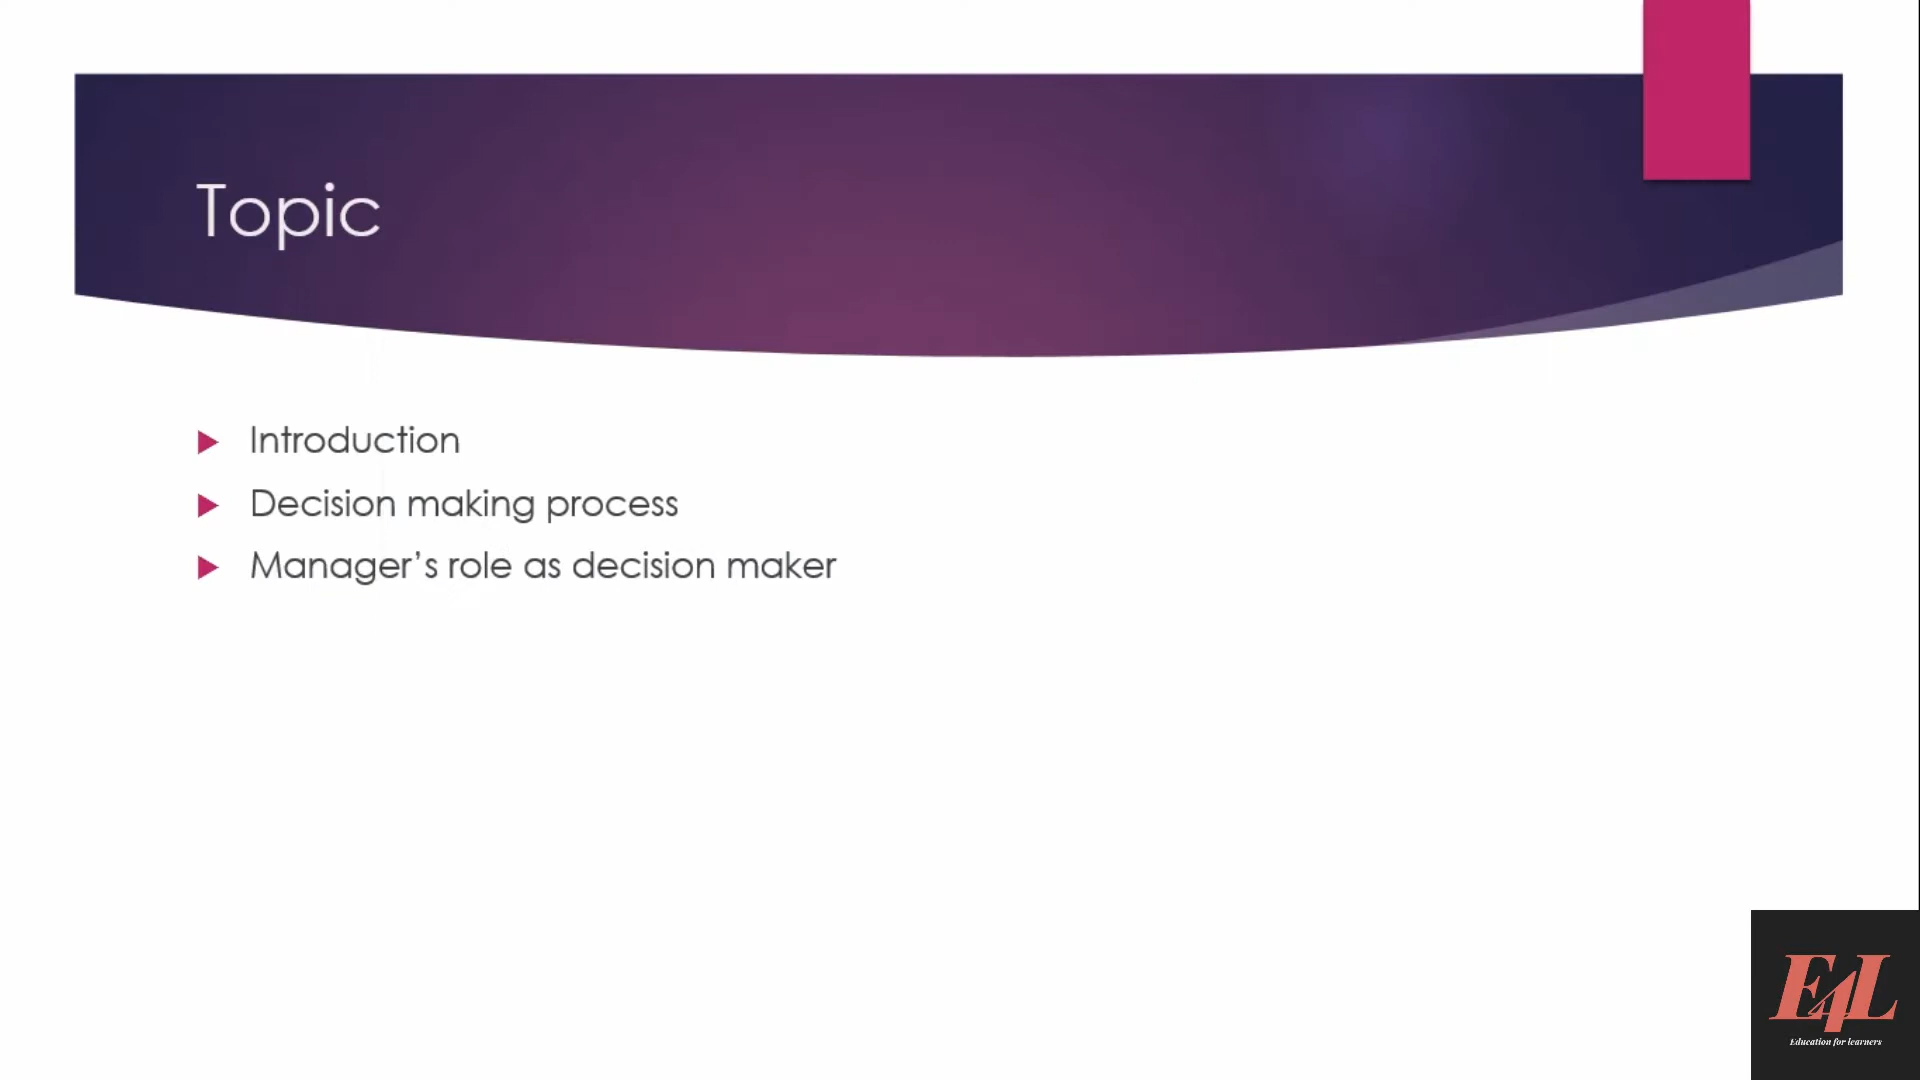 Topic
Introduction
Decision making process
Manager’s role as decision maker
E4L
Education for learners